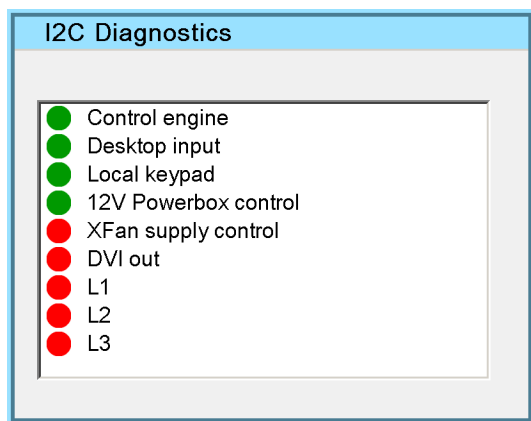 I2C Diagnostics
Control engine
Desktop input
Local keypad
12V Powerbox control
XFan supply control
DVI out
L1
L2
L3